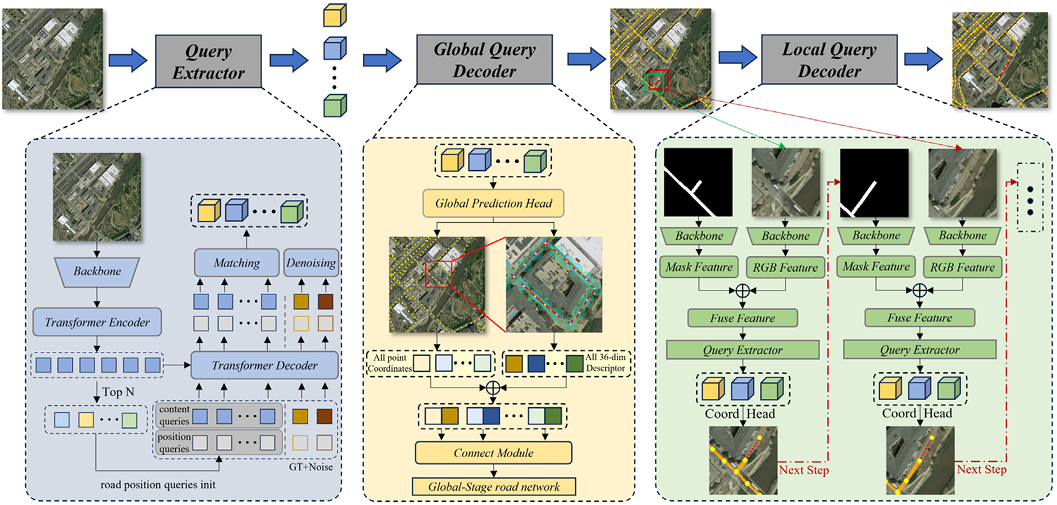 Query
Extractor
Global Query
Decoder
Local Query
Decoder
Backbone
Transformer Encoder
Top N
road position queries init
Matching
Denoising
Transformer Decoder
content
queries
position
queries
GT+Noise
Global Prediction Head
All point
Coordinates
All 36-dim
Descriptor
Connect Module
Global-Stage road network
Backbone
Backbone
Mask Feature
RGB Feature
Fuse Feature
Query Extractor
Coord Head
Next Step
Backbone
Backbone
Mask Feature
RGB Feature
Fuse Feature
Query Extractor
Coord Head
Next Step